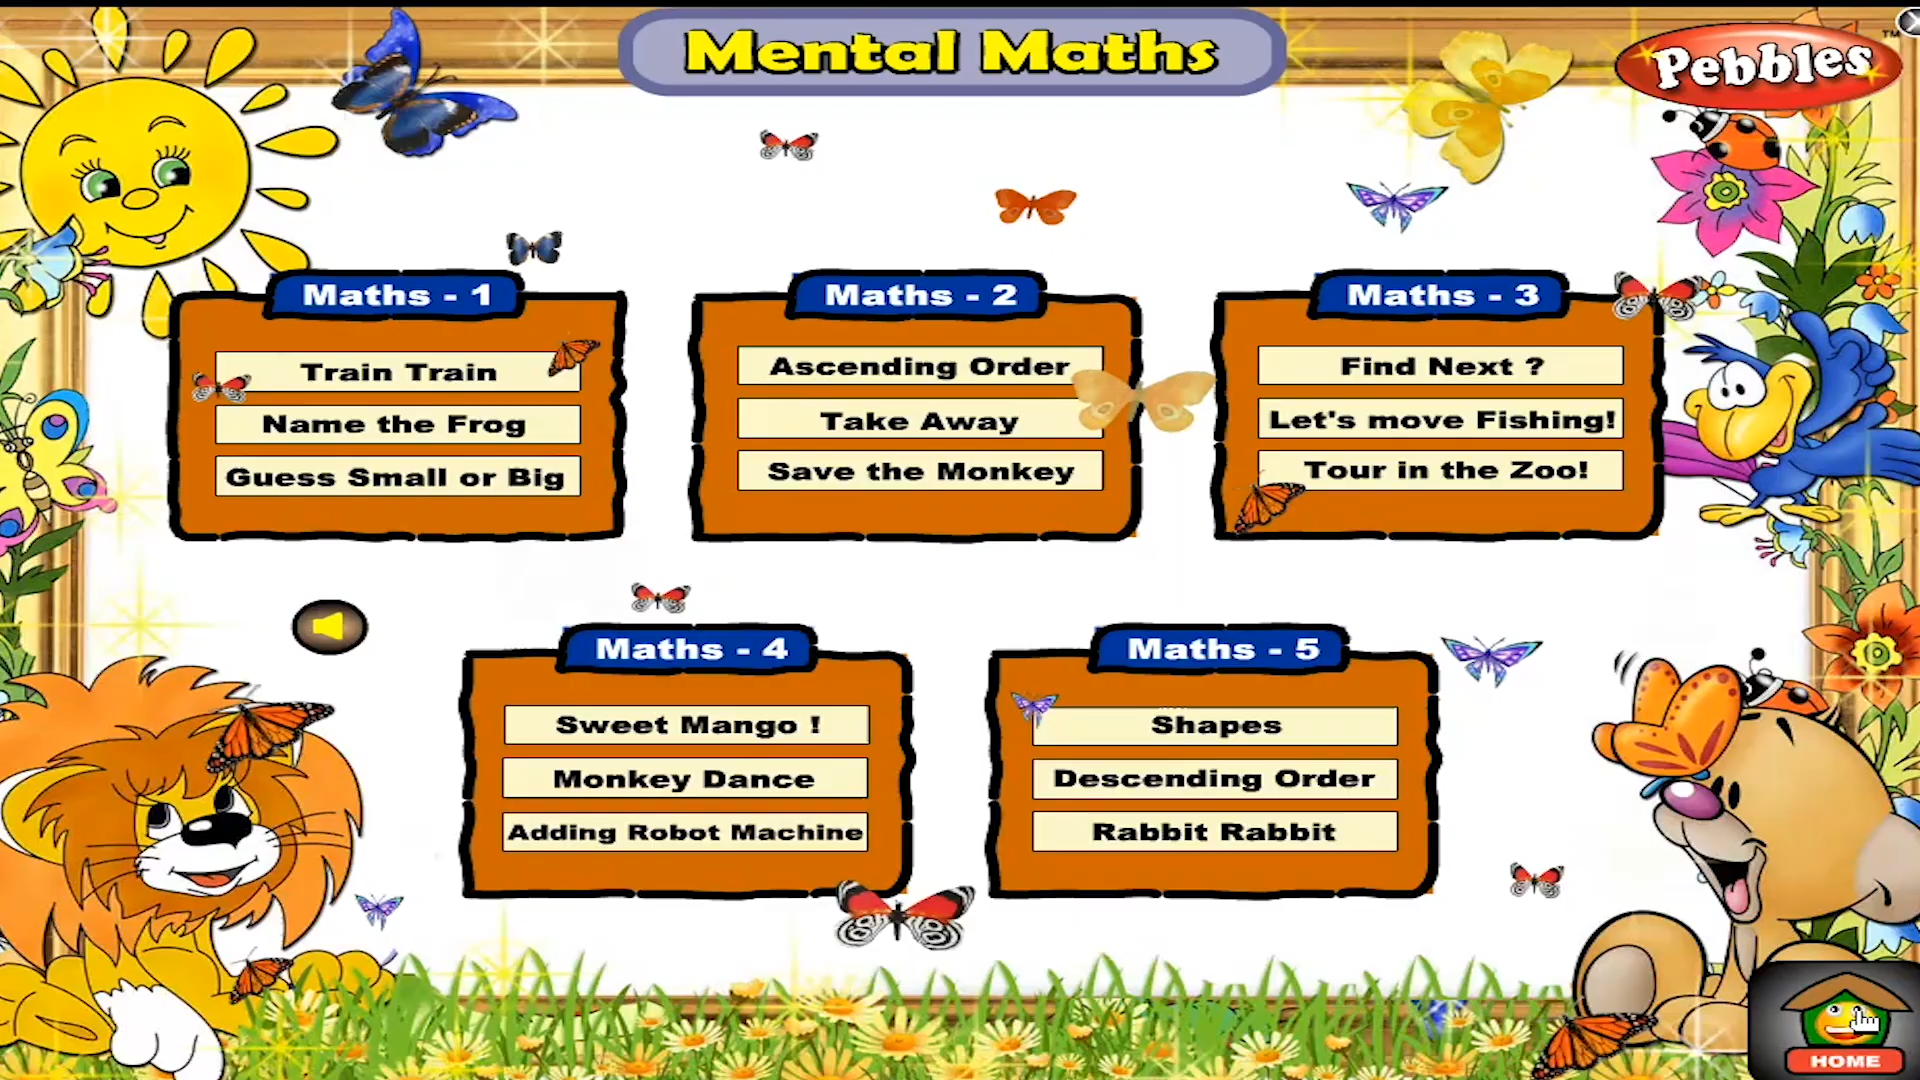 Mental Maths
Pebbles TM
Maths - 1
Train Train
Name the Frog
Guess Small or Big
Maths - 2
Ascending Order
Take Away
Save the Monkey
Maths - 3
Find Next ?
Let's move Fishing!
Tour in the Zoo!
Maths - 4
Sweet Mango !
Monkey Dance
Adding Robot Machine
Maths - 5
Shapes
Descending Order
Rabbit Rabbit
HOME